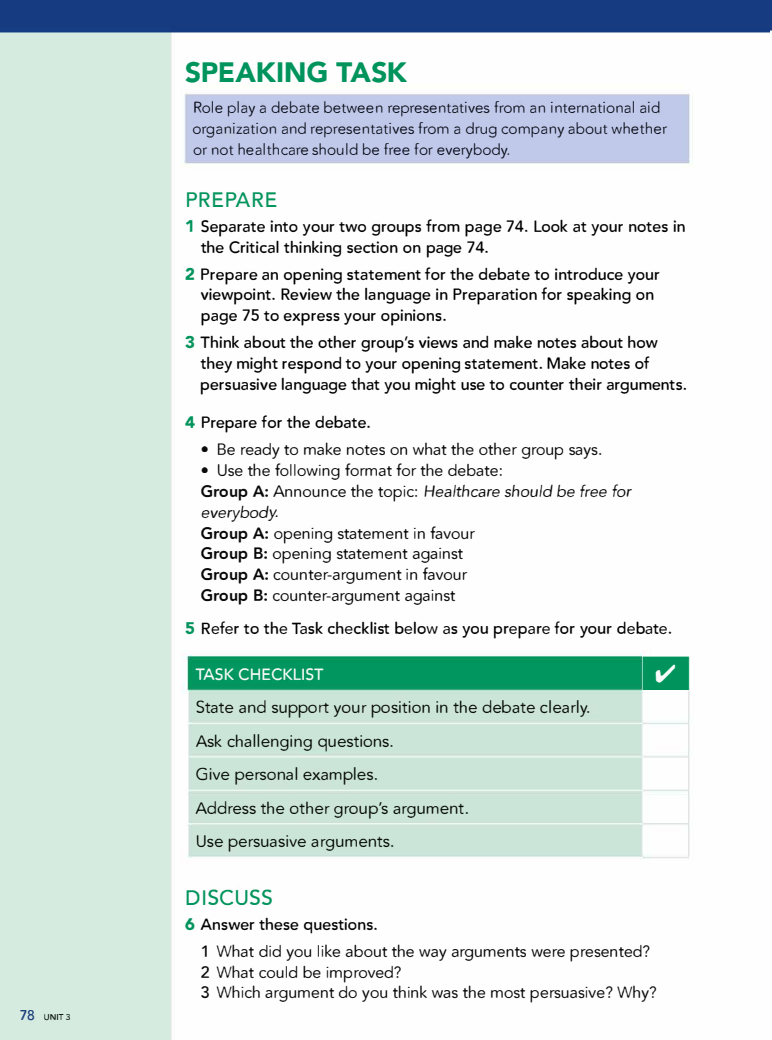 SPEAKING TASK
Role play a debate between representatives from an international aid
organization and representatives from a drug company about whether
or not healthcare should be free for everybody.
PREPARE
1 Separate into your two groups from page 74. Look at your notes in
the Critical thinking section on page 74.
2 Prepare an opening statement for the debate to introduce your
viewpoint. Review the language in Preparation for speaking on
page 75 to express your opinions.
3 Think about the other group's views and make notes about how
they might respond to your opening statement. Make notes of
persuasive language that you might use to counter their arguments.
4 Prepare for the debate.
• Be ready to make notes on what the other group says.
• Use the following format for the debate:
Group A: Announce the topic: Healthcare should be free for
everybody.
Group A: opening statement in favour
Group B: opening statement against
Group A: counter-argument in favour
Group B: counter-argument against
5 Refer to the Task checklist below as you prepare for your debate.
TASK CHECKLIST ✔
State and support your position in the debate clearly.
Ask challenging questions.
Give personal examples.
Address the other group's argument.
Use persuasive arguments.
DISCUSS
6 Answer these questions.
1 What did you like about the way arguments were presented?
2 What could be improved?
3 Which argument do you think was the most persuasive? Why?
78 UNIT 3